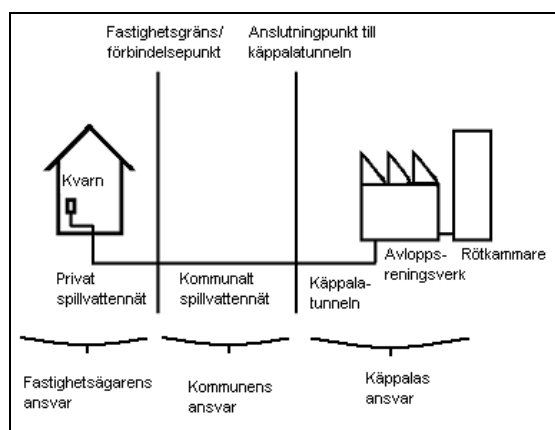 Fastighetsgräns/
förbindelsepunkt
Anslutningpunkt till
käppalatunneln
Kvarn
Avlopps-
reningsverk
Rötkammare
Privat
spillvattennät
Kommunalt
spillvattennät
Käppala-
tunneln
Fastighetsägarens
ansvar
Kommunens
ansvar
Käppalas
ansvar